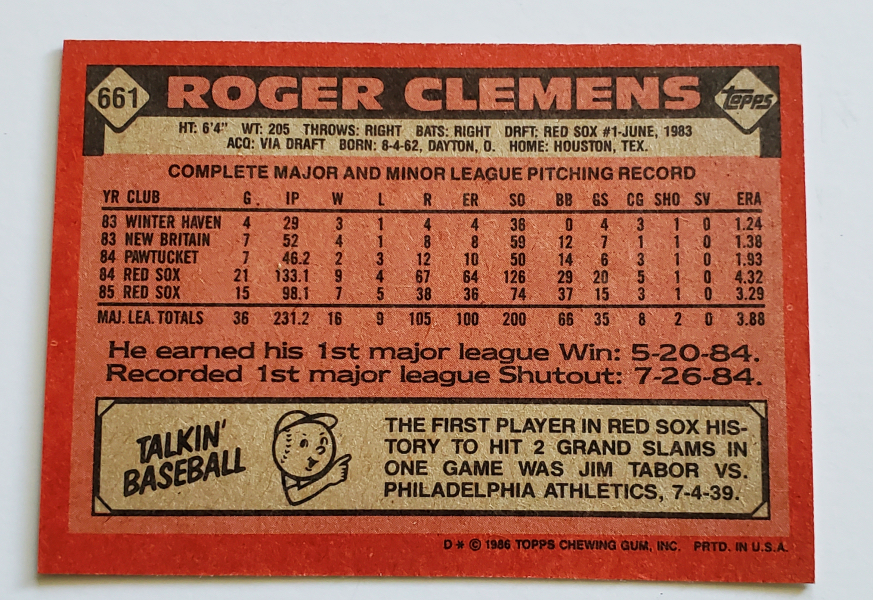 661 ROGER CLEMENS Topps
HT: 6'4" WT: 205 THROWS: RIGHT BATS: RIGHT DRFT: RED SOX #1-JUNE, 1983
ACQ: VIA DRAFT BORN: 8-4-62, DAYTON, O. HOME: HOUSTON, TEX.
COMPLETE MAJOR AND MINOR LEAGUE PITCHING RECORD
YR CLUB G IP W L R ER SO BB GS CG SHO SV ERA
83 WINTER HAVEN 4 29 3 1 4 4 36 0 4 3 1 0 1.24
83 NEW BRITAIN 7 52 4 1 8 8 59 12 7 1 1 0 1.38
84 PAWTUCKET 7 46.2 2 3 12 10 50 14 6 3 1 0 1.93
84 RED SOX 21 133.1 9 4 67 64 126 29 20 5 1 0 4.32
85 RED SOX 15 98.1 7 5 38 36 74 37 15 3 1 0 3.29
MAJ. LEA. TOTALS 36 231.2 16 9 105 100 200 66 35 8 2 0 3.88
He earned his 1st major league Win: 5-20-84.
Recorded 1st major league Shutout: 7-26-84.
TALKIN'
BASEBALL
THE FIRST PLAYER IN RED SOX HIS-
TORY TO HIT 2 GRAND SLAMS IN
ONE GAME WAS JIM TABOR VS.
PHILADELPHIA ATHLETICS, 7-4-39.
D* © 1986 TOPPS CHEWING GUM, INC. PRTD. IN U.S.A.